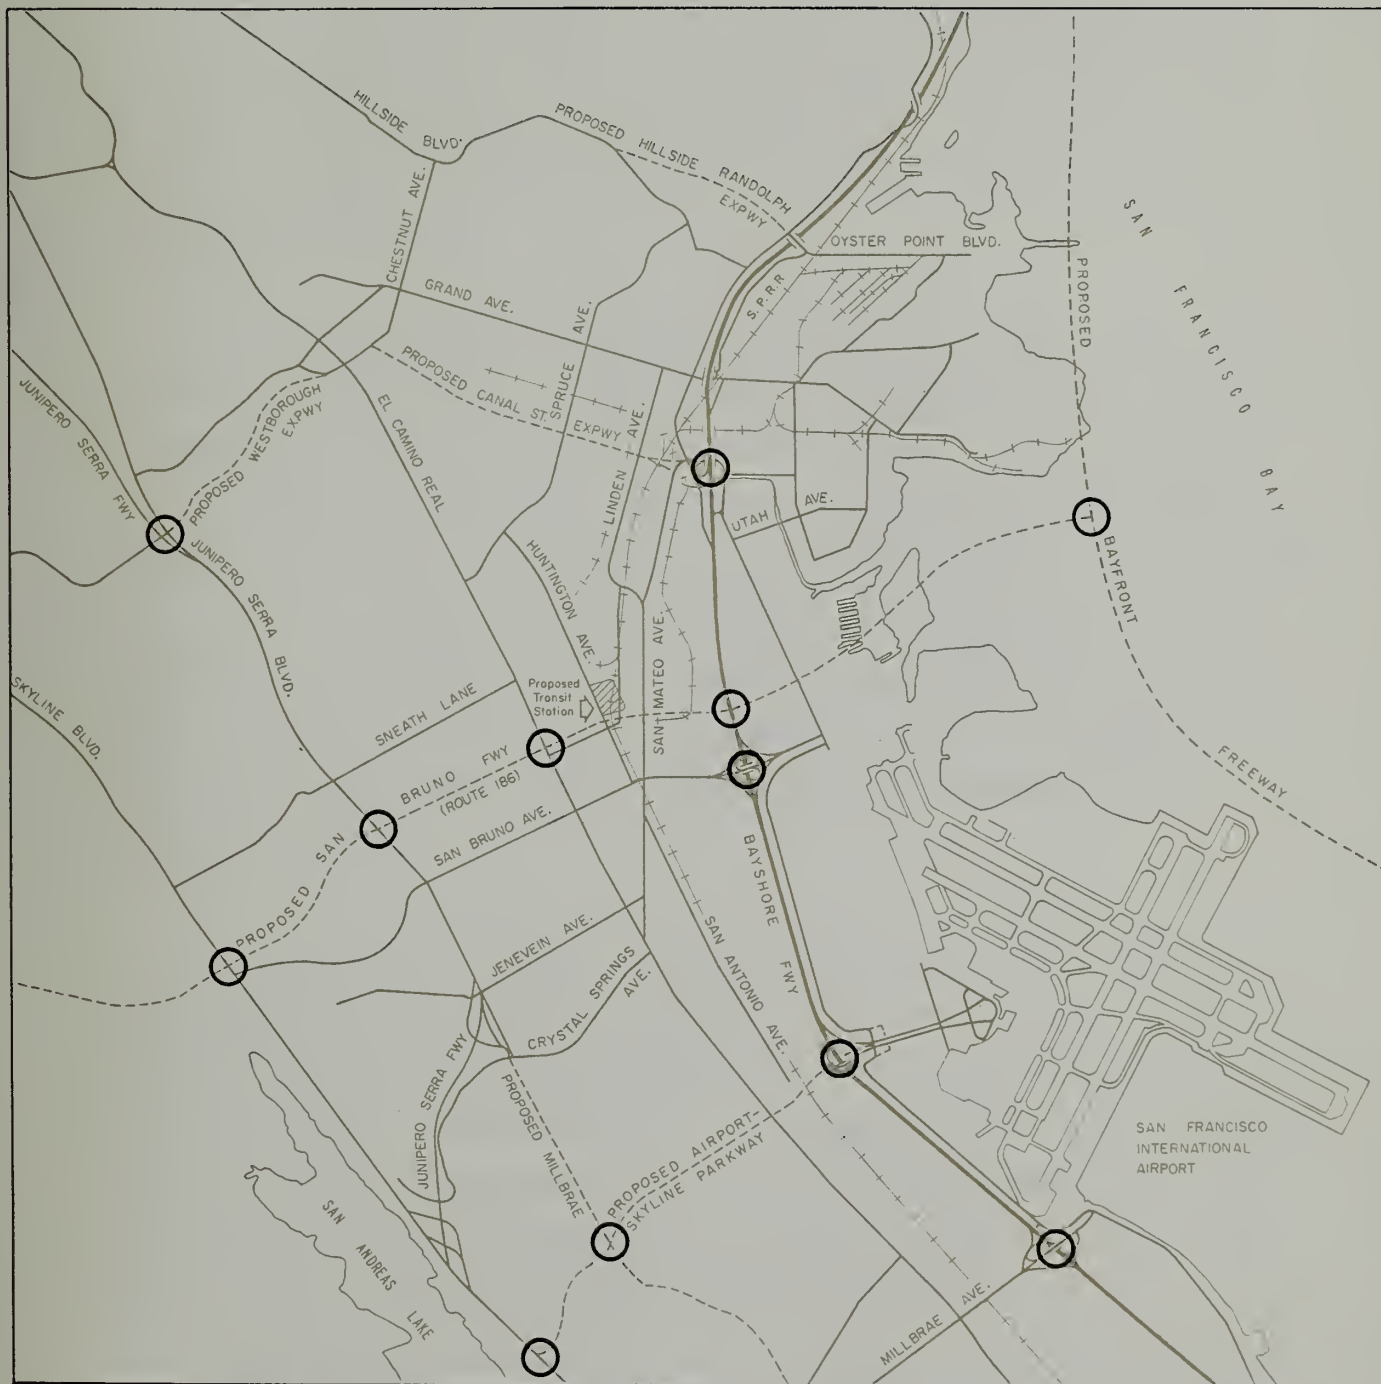 HILLSIDE BLVD.
PROPOSED HILLSIDE RANDOLPH
EXPWY
CHESTNUT AVE.
OYSTER POINT BLVD.
S.P.R.R
GRAND AVE.
SPRUCE AVE.
PROPOSED CANAL ST. EXPWY
LINDEN AVE.
JUNIPERO SERRA FWY
PROPOSED WESTBOROUGH
EXPWY
EL CAMINO REAL
UTAH AVE.
PROPOSED BAYFRONT FREEWAY
SAN FRANCISCO BAY
JUNIPERO SERRA BLVD.
HUNTINGTON AVE.
SAN MATEO AVE.
SKYLINE BLVD.
SNEATH LANE
Proposed
Transit
Station
PROPOSED SAN BRUNO FWY
(ROUTE 186)
SAN BRUNO AVE.
BAYSHORE FWY
JENEVEIN AVE.
CRYSTAL SPRINGS
AVE.
SAN ANTONIO AVE.
JUNIPERO SERRA FWY
PROPOSED MILLBRAE
PROPOSED AIRPORT-
SKYLINE PARKWAY
SAN FRANCISCO
INTERNATIONAL
AIRPORT
SAN ANDREAS LAKE
MILLBRAE AVE.